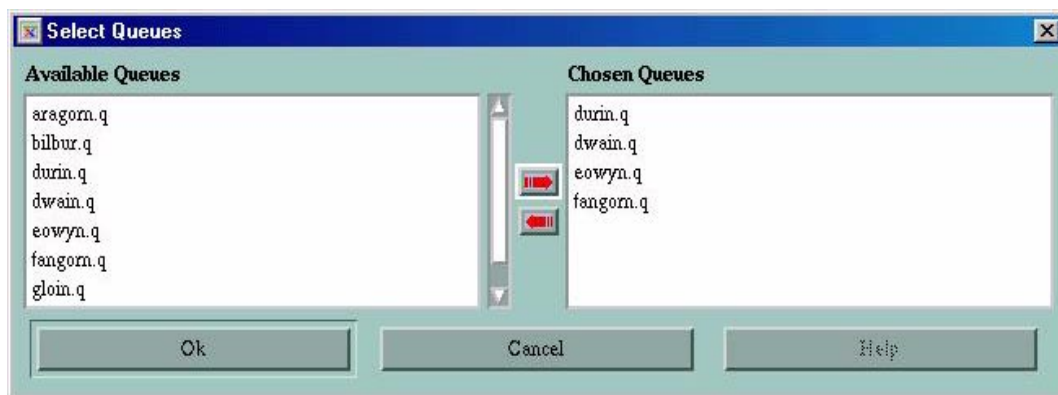 Select Queues
Available Queues
aragorn.q
bilbur.q
durin.q
dwain.q
eowyn.q
fangorn.q
gloin.q
Chosen Queues
durin.q
dwain.q
eowyn.q
fangorn.q
Ok
Cancel
Help